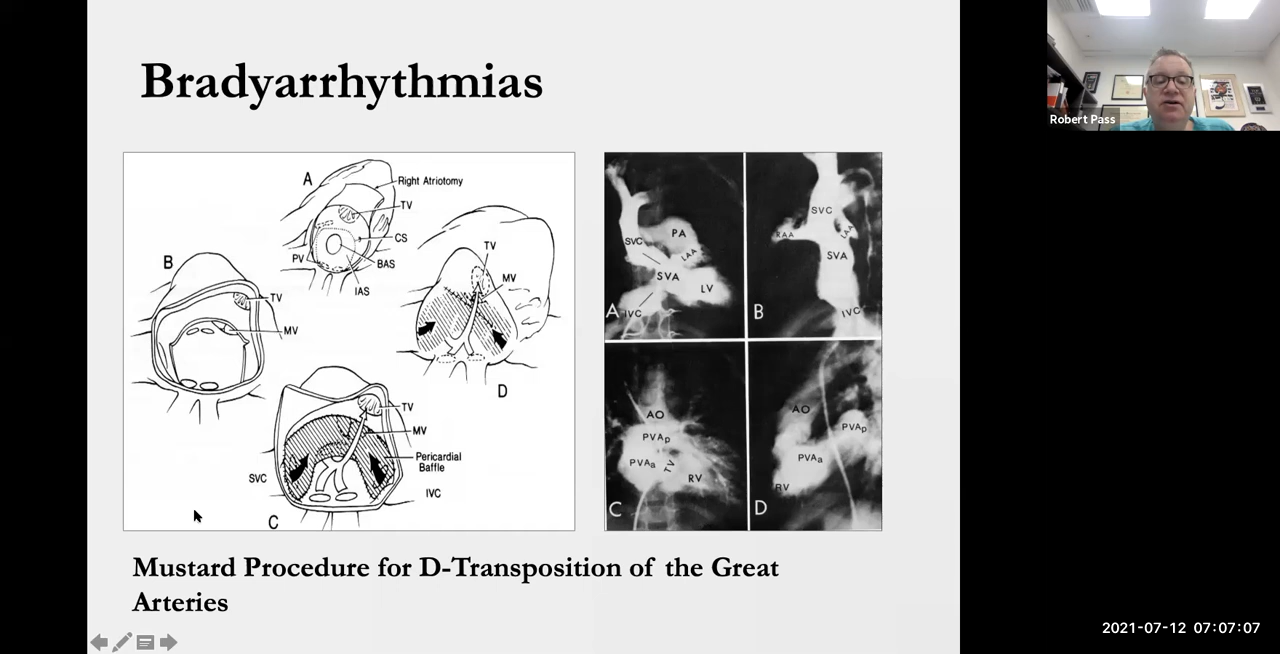 Bradyarrhythmias
A
Right Atriotomy
TV
CS
PV
BAS
IAS
B
TV
MV
TV
MV
D
TV
MV
Pericardial
Baffle
SVC
IVC
C
SVC
PA
LAA
SVA
LV
A
IVC
SVC
RAA
LAA
SVA
B
IVC
AO
PVAp
PVAa
TV
RV
C
AO
PVAp
PVAa
RV
D
Mustard Procedure for D-Transposition of the Great
Arteries
Robert Pass
2021-07-12 07:07:07